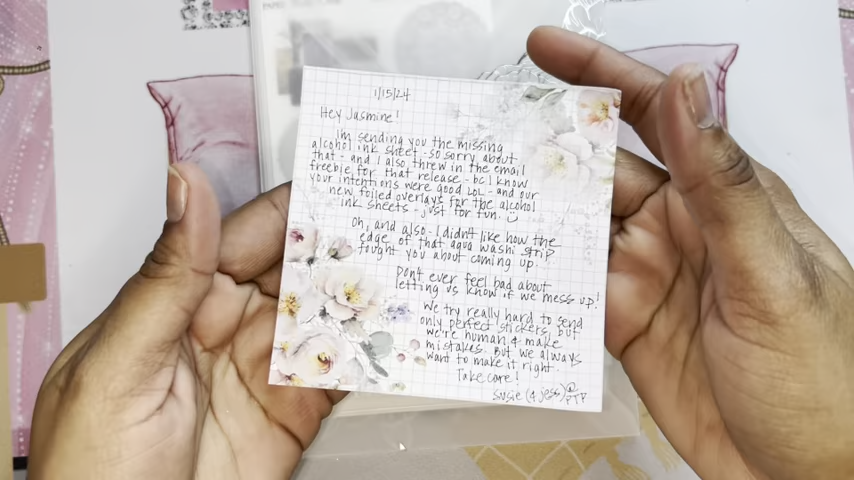 1/15/24
Hey Jasmine!
Im sending you the missing
alcohol ink sheet - so sorry about
that - and I also threw in the email
freebie for that release - bc I know
your intentions were good LOL - and our
new foiled overlays for the alcohol
ink sheets - just for fun.
Oh, and also - I didn't like how the
edge of that aqua washi strip
fought you about coming up.
Don't ever feel bad about
letting us know if we mess up!
We try really hard to send
only perfect stickers, but
we're human & make
mistakes. But we always
want to make it right.
Take care!
Susie (& Jess) @
PTP